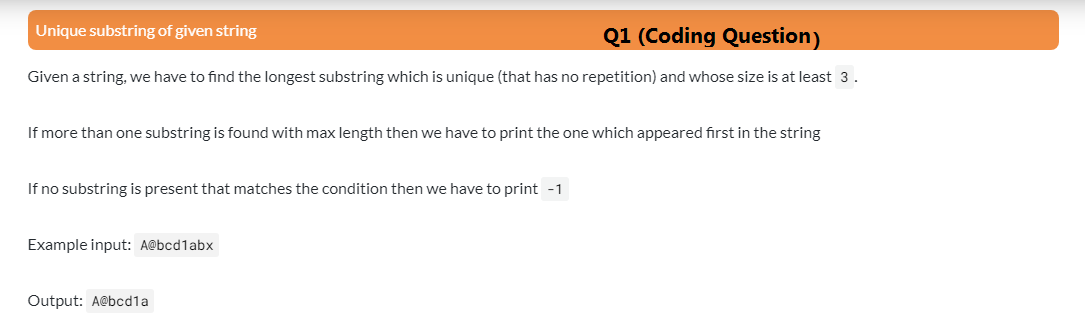 Unique substring of given string
Q1 (Coding Question)
Given a string, we have to find the longest substring which is unique (that has no repetition) and whose size is at least 3 .
If more than one substring is found with max length then we have to print the one which appeared first in the string
If no substring is present that matches the condition then we have to print -1
Example input: A@bcd1abx
Output: A@bcd1a